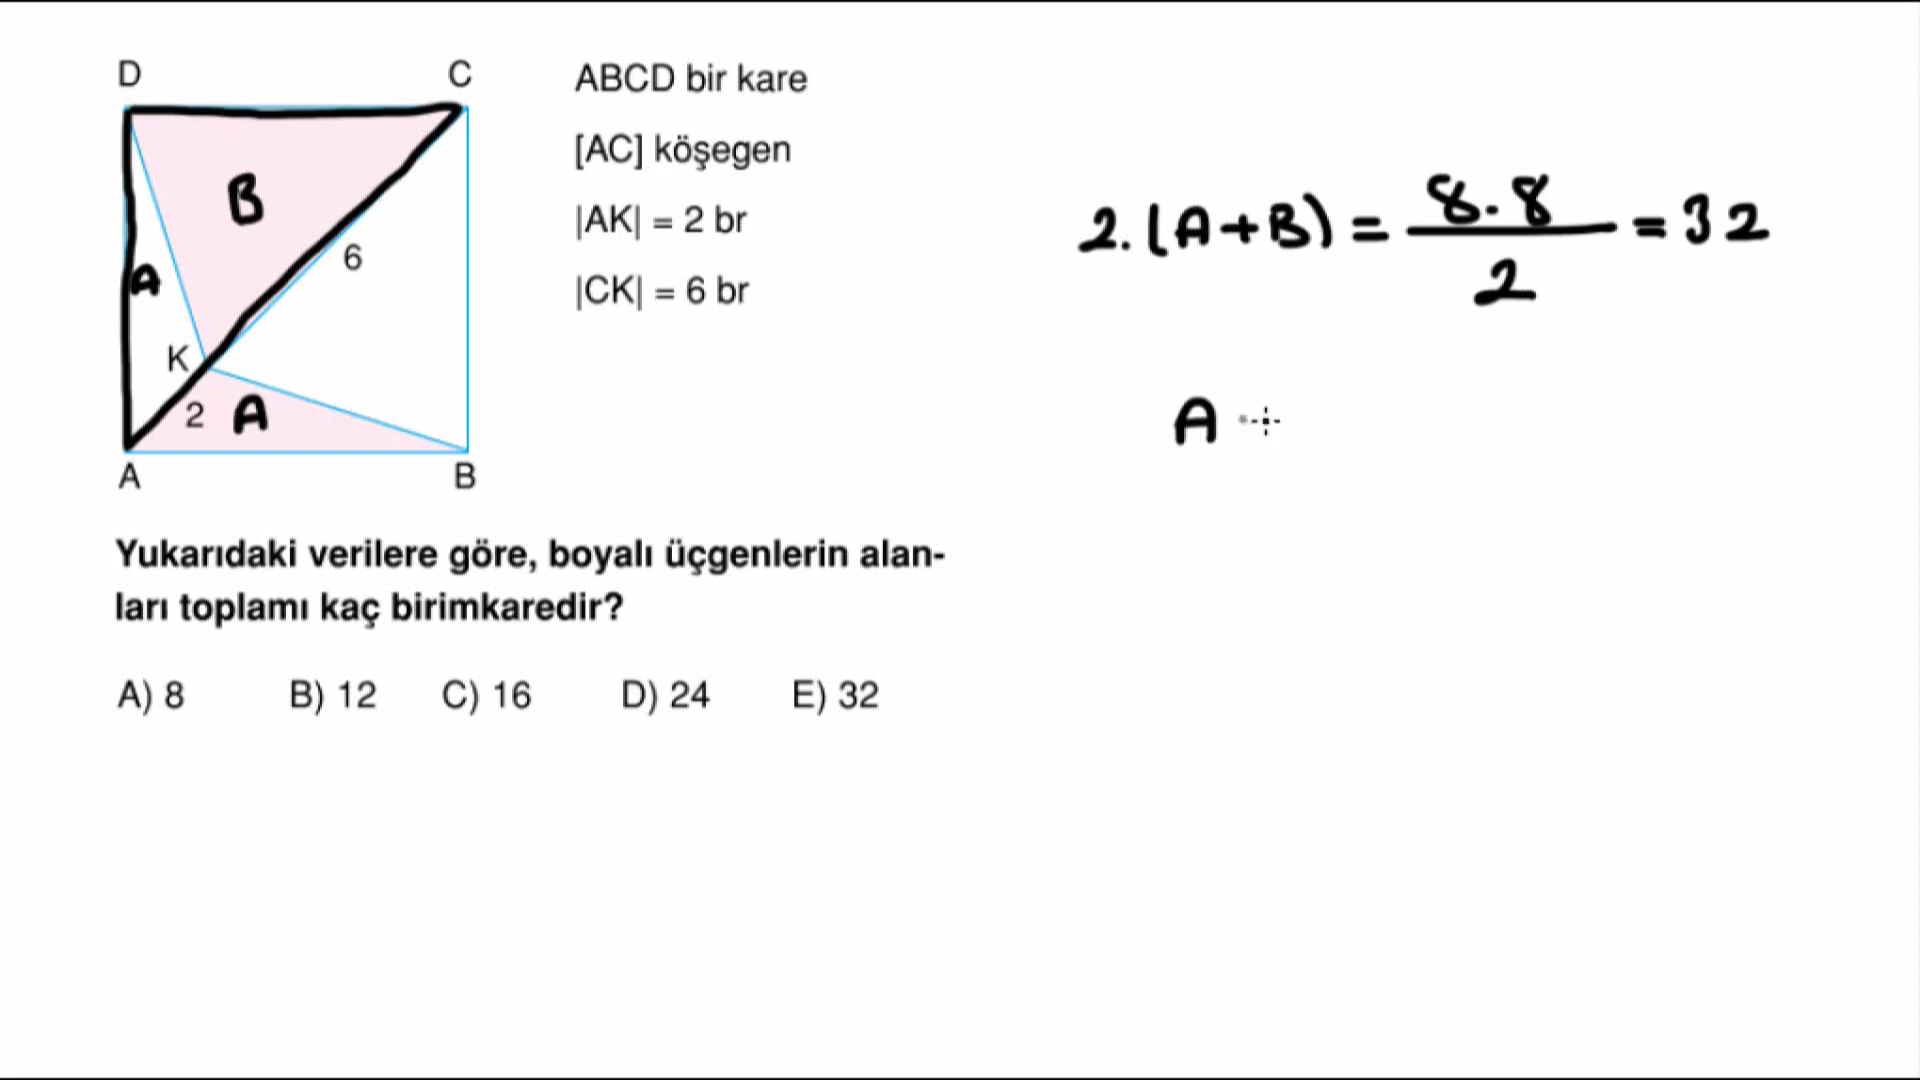 D C
B
6
A
K
2 A
A B
ABCD bir kare
[AC] köşegen
|AK| = 2 br
|CK| = 6 br
2.(A+B) = 8.8 / 2 = 32
A
Yukarıdaki verilere göre, boyalı üçgenlerin alan-
ları toplamı kaç birimkaredir?
A) 8 B) 12 C) 16 D) 24 E) 32